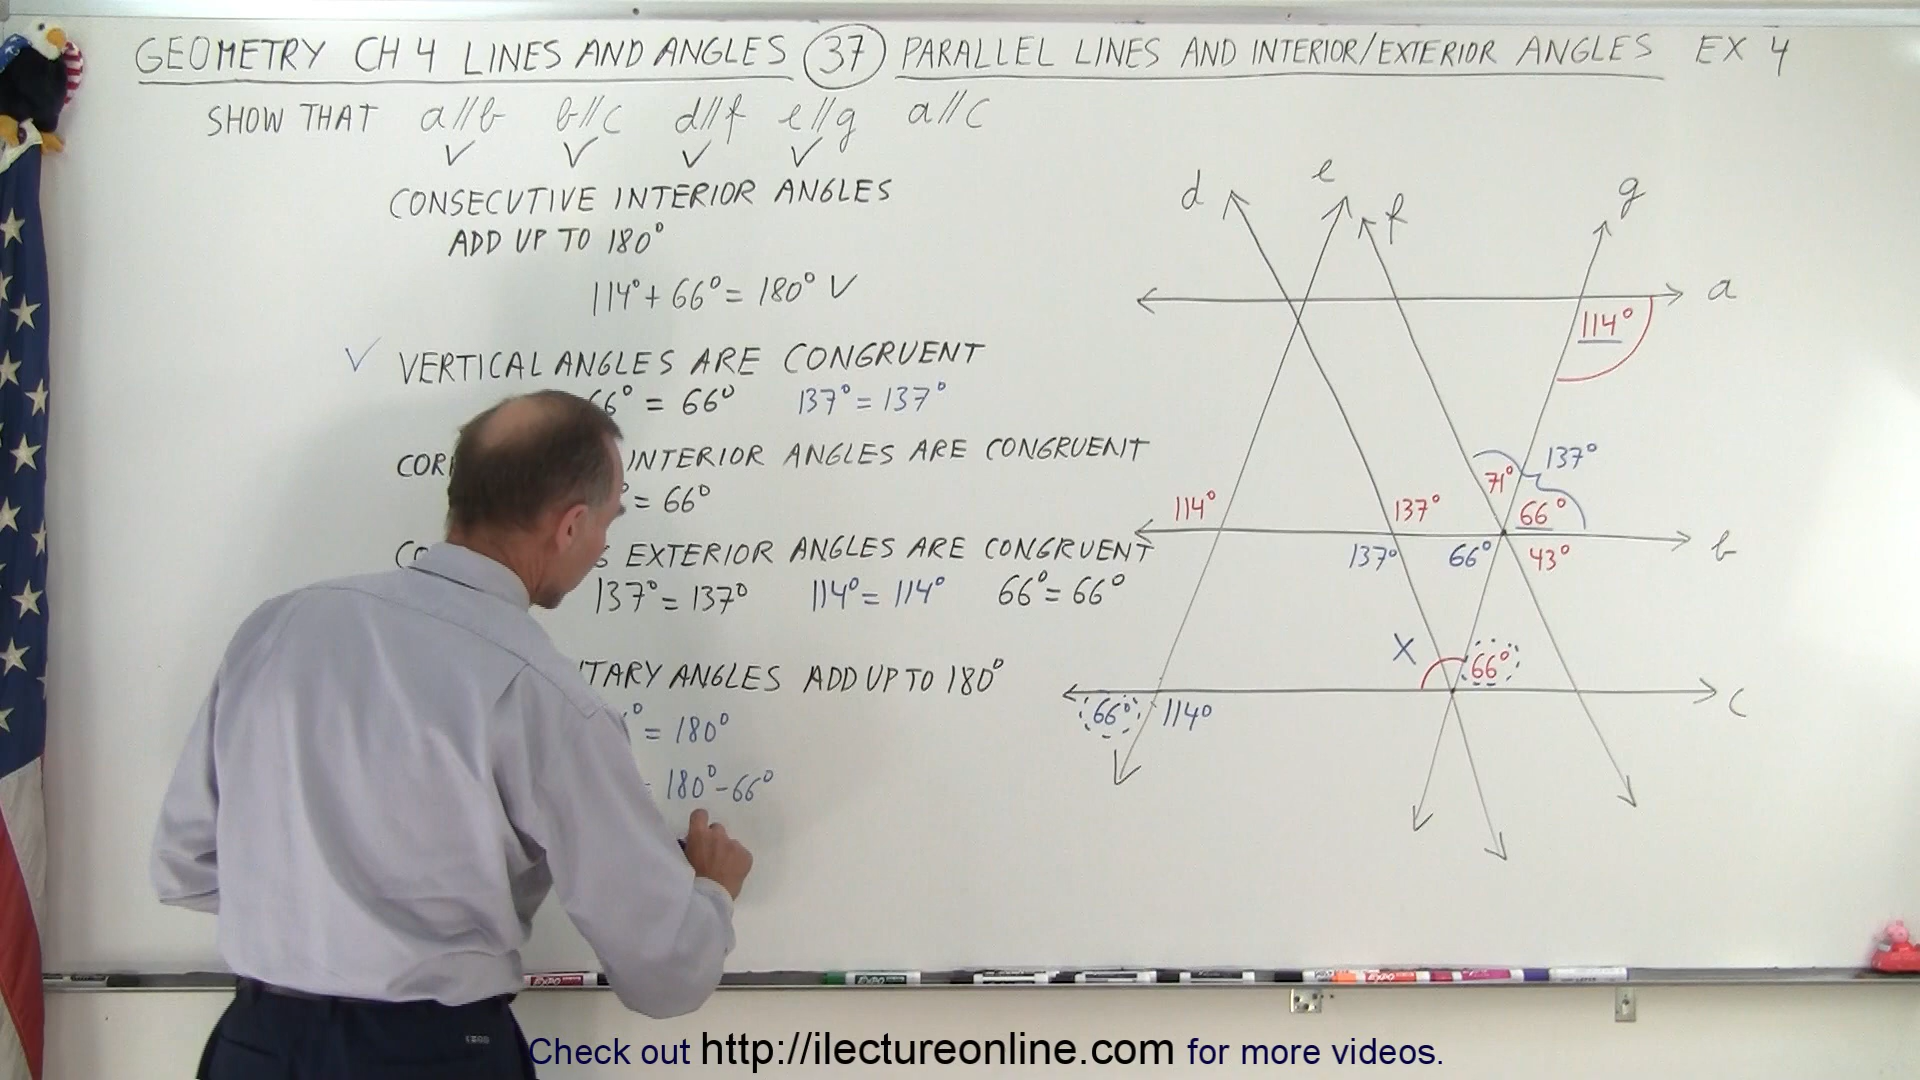 GEOMETRY CH 4 LINES AND ANGLES 37 PARALLEL LINES AND INTERIOR/EXTERIOR ANGLES EX 4
SHOW THAT a//b b//c d//f e//g a//c
✓ ✓ ✓ ✓
CONSECUTIVE INTERIOR ANGLES
ADD UP TO 180°
114° + 66° = 180° ✓
✓ VERTICAL ANGLES ARE CONGRUENT
66° = 66° 137° = 137°
INTERIOR ANGLES ARE CONGRUENT
= 66°
EXTERIOR ANGLES ARE CONGRUENT
137° = 137° 114° = 114° 66° = 66°
ANGLES ADD UP TO 180°
= 180°
= 180° - 66°
d e f g
a
114°
137°
71°
114° 137° 66°
b
137° 66° 43°
X 66°
c
66° 114°
EXPO
EXPO
Check out http://ilectureonline.com for more videos.